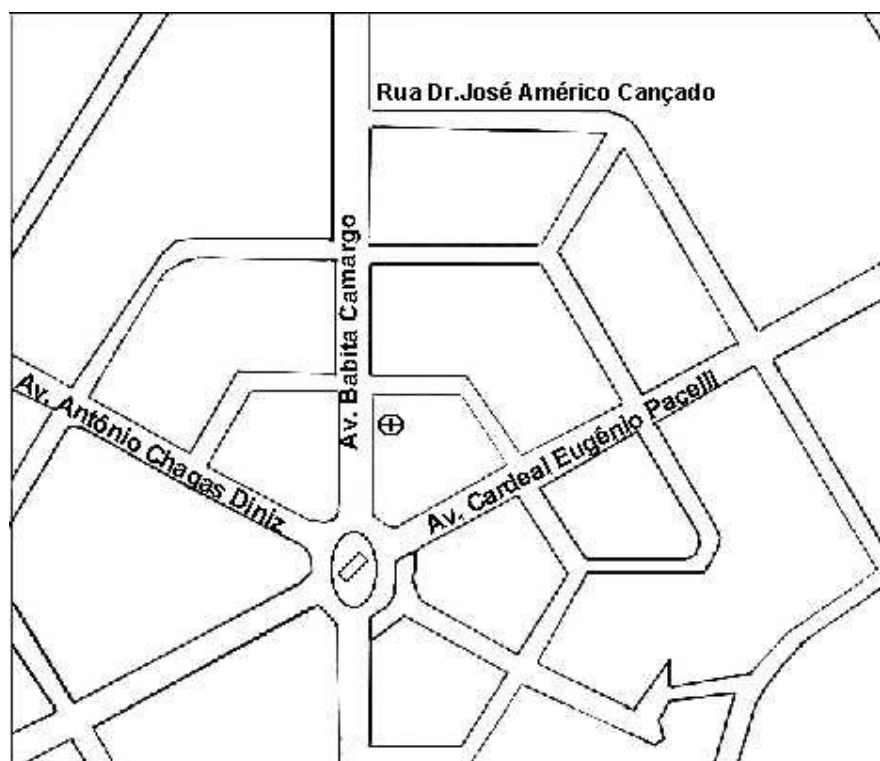 Rua Dr.José Américo Cançado
Av. Babita Camargo
Av. Antônio Chagas Diniz
Av. Cardeal Eugênio Pacelli